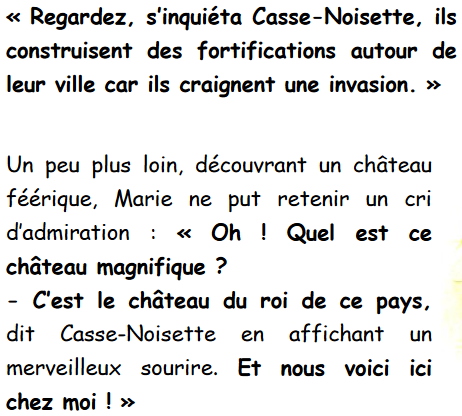 « Regardez, s'inquiéta Casse-Noisette, ils
construisent des fortifications autour de
leur ville car ils craignent une invasion. »
Un peu plus loin, découvrant un château
féérique, Marie ne put retenir un cri
d'admiration : « Oh ! Quel est ce
château magnifique ?
- C'est le château du roi de ce pays,
dit Casse-Noisette en affichant un
merveilleux sourire. Et nous voici ici
chez moi ! »